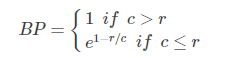 BP = { 1 if c > r
e^{1-r/c} if c ≤ r